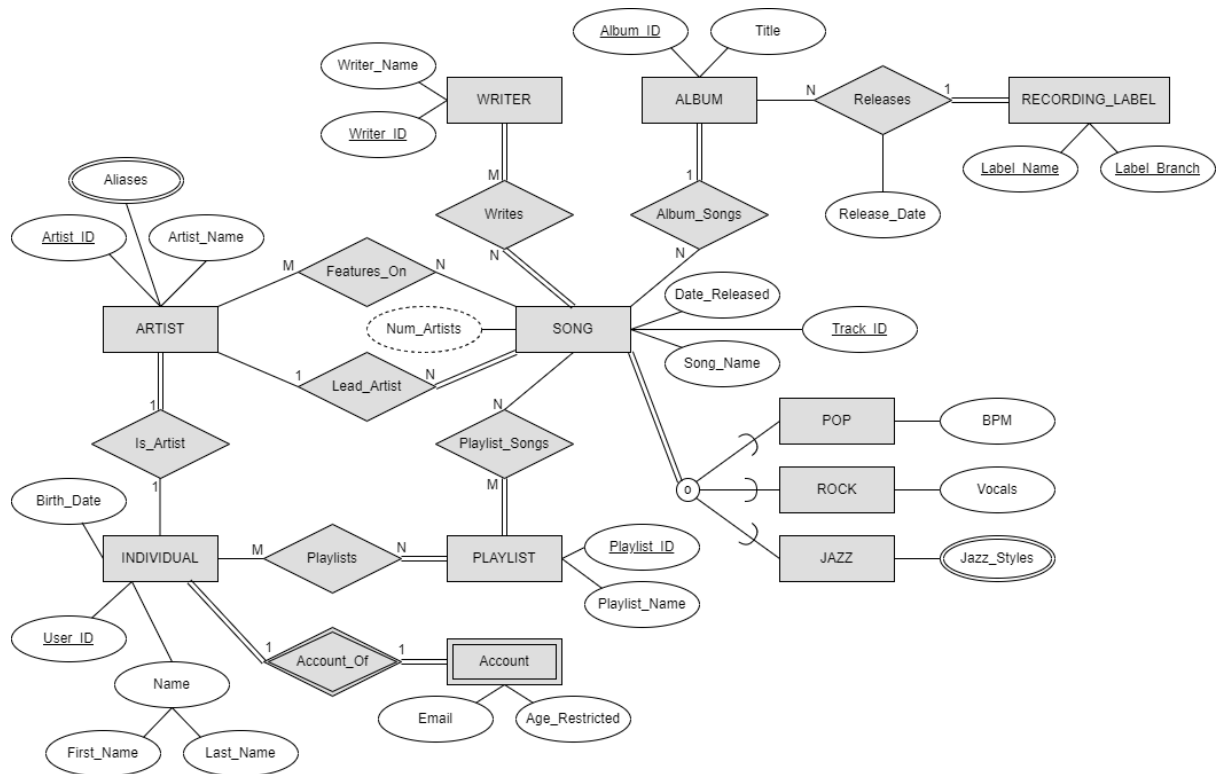 Album_ID
Title
Writer_Name
WRITER
ALBUM
N
Releases
1
RECORDING_LABEL
Writer_ID
Label_Name
Label_Branch
Aliases
M
1
Writes
Album_Songs
Release_Date
Artist_ID
Artist_Name
N
N
M
Features_On
N
Date_Released
ARTIST
Num_Artists
SONG
Track_ID
Song_Name
1
Lead_Artist
N
1
N
POP
BPM
Is_Artist
Playlist_Songs
1
M
o
ROCK
Vocals
Birth_Date
INDIVIDUAL
M
Playlists
N
PLAYLIST
Playlist_ID
JAZZ
Jazz_Styles
Playlist_Name
User_ID
1
Account_Of
1
Account
Name
Email
Age_Restricted
First_Name
Last_Name